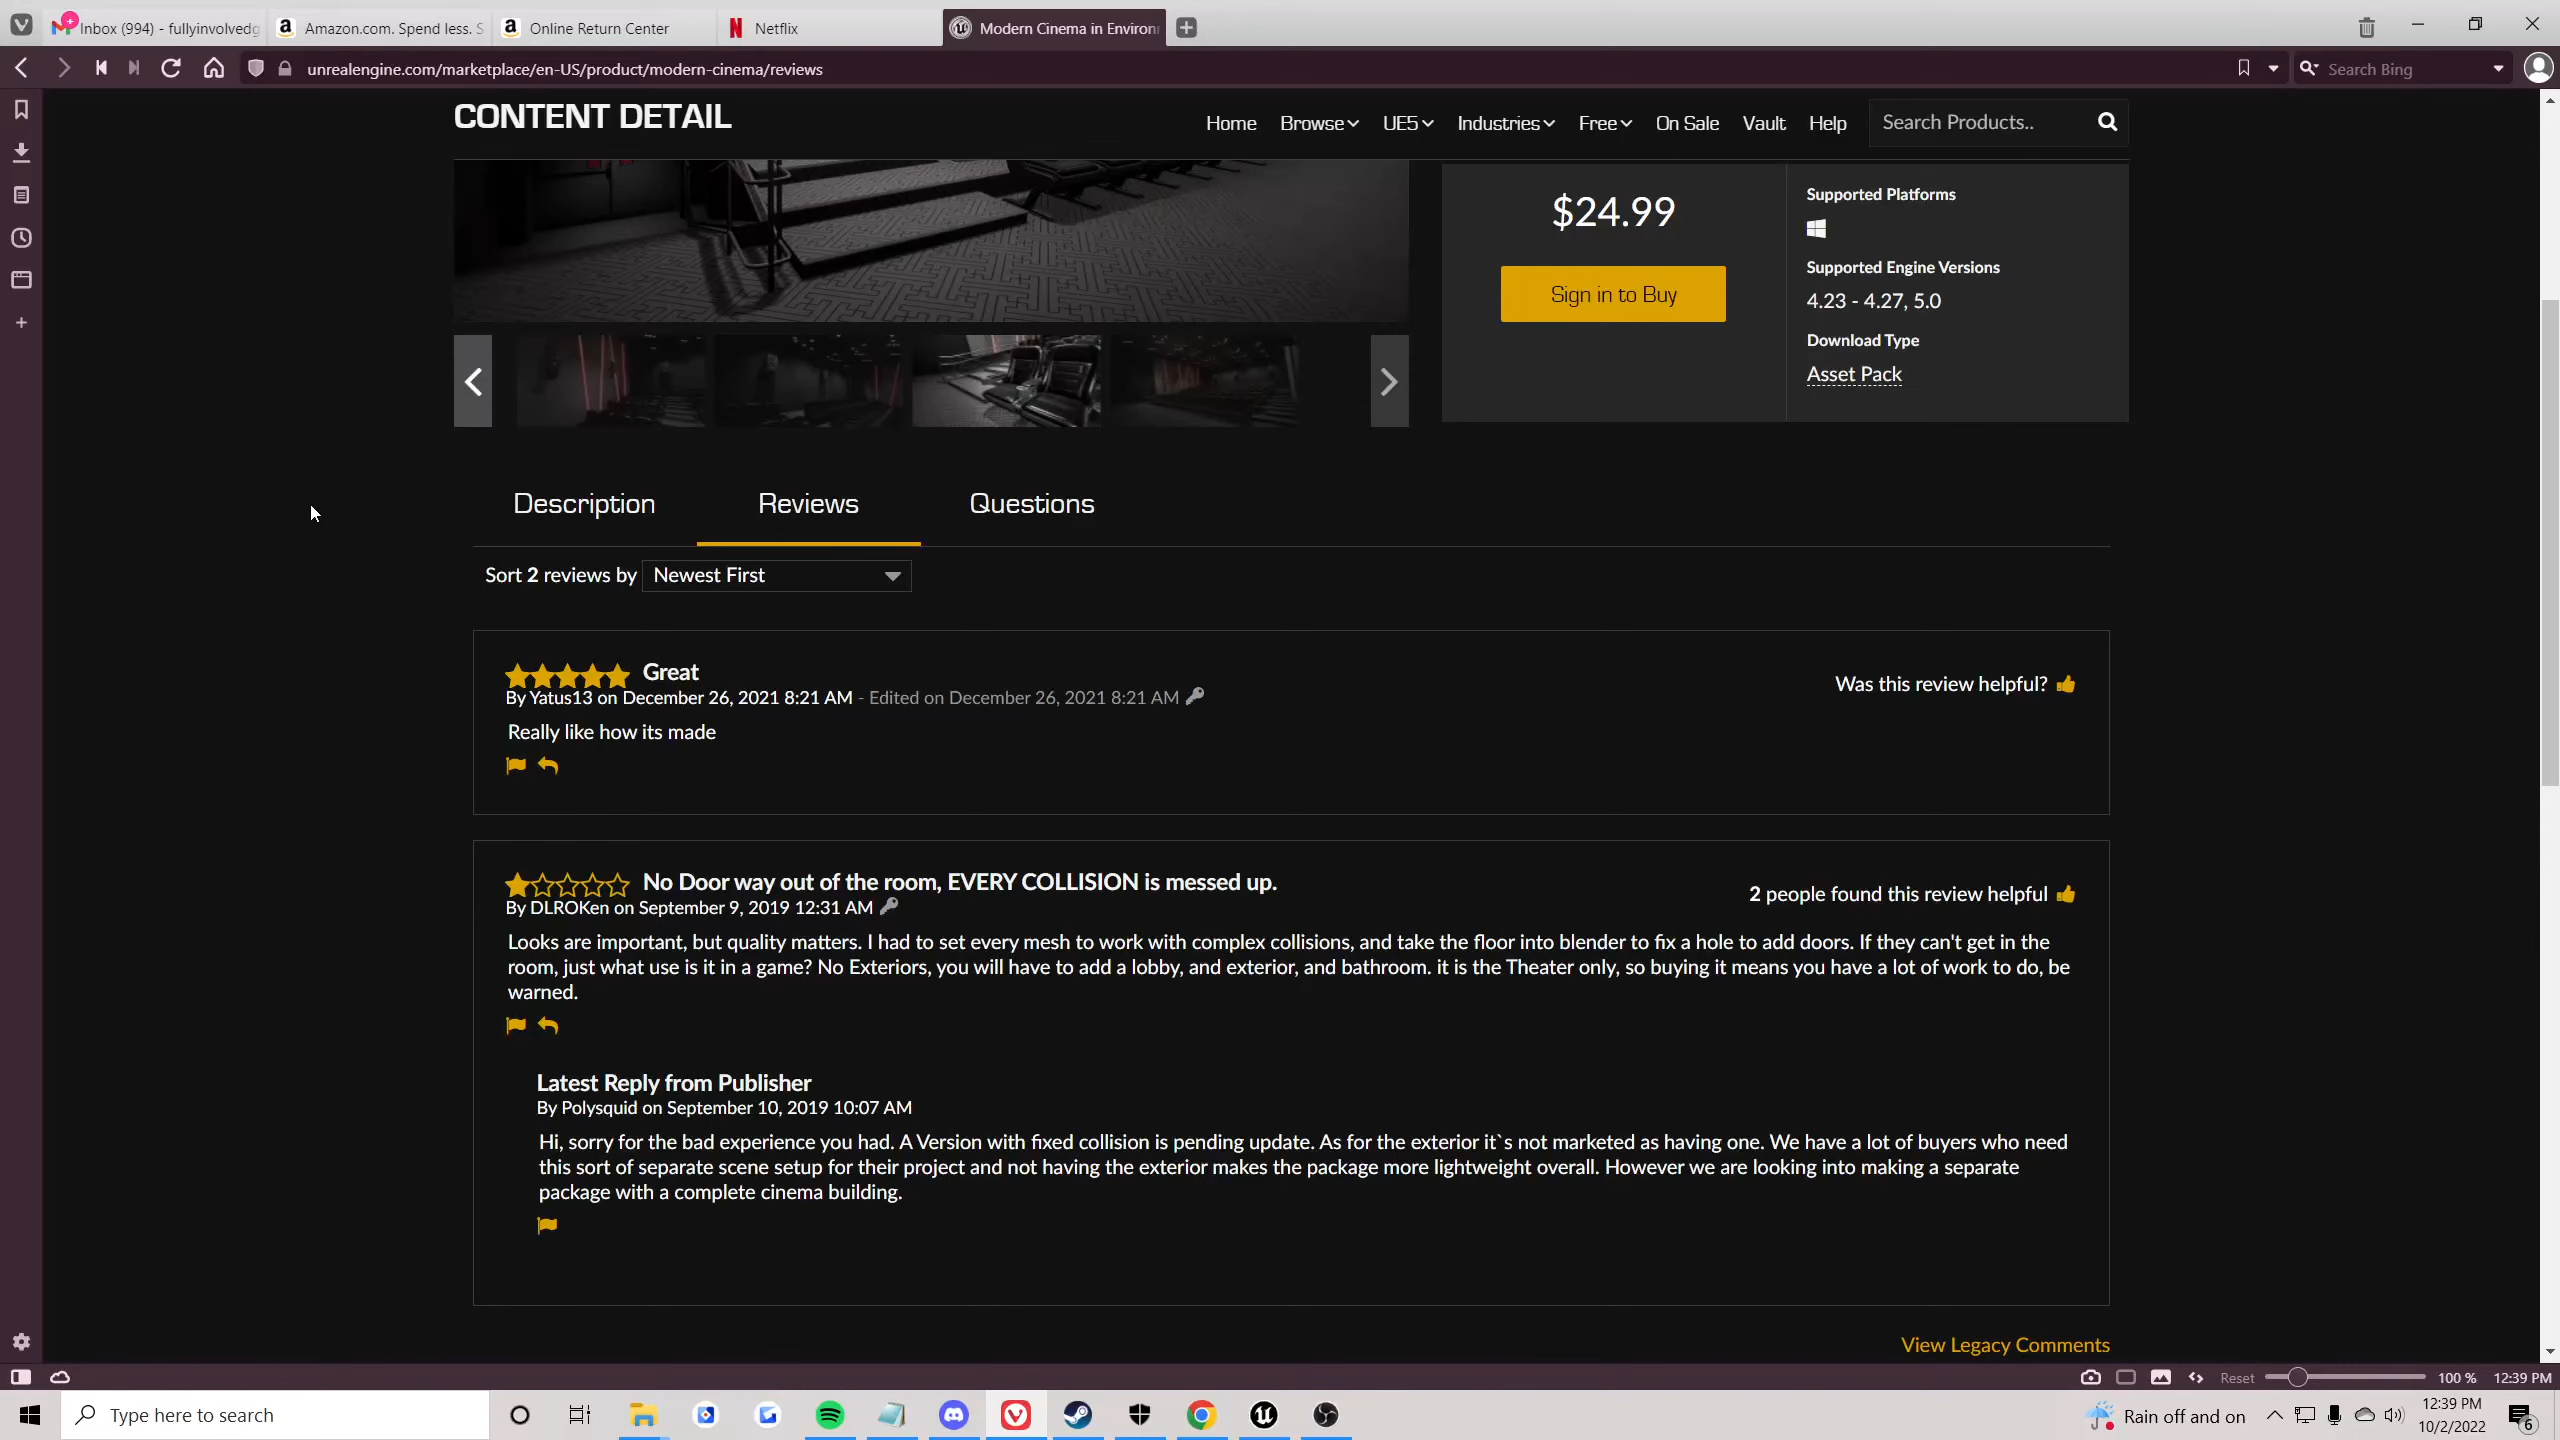 Inbox (994) - fullyinvolvedg
Amazon.com. Spend less. S
Online Return Center
Netflix
Modern Cinema in Environ
unrealengine.com/marketplace/en-US/product/modern-cinema/reviews
Search Bing
CONTENT DETAIL
Home Browse UE5 Industries Free On Sale Vault Help
Search Products..
$24.99
Sign in to Buy
Supported Platforms
Supported Engine Versions
4.23 - 4.27, 5.0
Download Type
Asset Pack
Description Reviews Questions
Sort 2 reviews by Newest First
Great
Was this review helpful?
By Yatus13 on December 26, 2021 8:21 AM - Edited on December 26, 2021 8:21 AM
Really like how its made
No Door way out of the room, EVERY COLLISION is messed up.
2 people found this review helpful
By DLROKen on September 9, 2019 12:31 AM
Looks are important, but quality matters. I had to set every mesh to work with complex collisions, and take the floor into blender to fix a hole to add doors. If they can't get in the
room, just what use is it in a game? No Exteriors, you will have to add a lobby, and exterior, and bathroom. it is the Theater only, so buying it means you have a lot of work to do, be
warned.
Latest Reply from Publisher
By Polysquid on September 10, 2019 10:07 AM
Hi, sorry for the bad experience you had. A Version with fixed collision is pending update. As for the exterior it`s not marketed as having one. We have a lot of buyers who need
this sort of separate scene setup for their project and not having the exterior makes the package more lightweight overall. However we are looking into making a separate
package with a complete cinema building.
View Legacy Comments
Reset 100 % 12:39 PM
Type here to search
Rain off and on
12:39 PM
10/2/2022
6